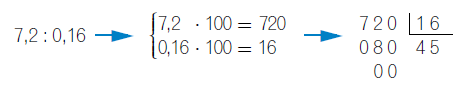 7,2 · 100 = 720
7,2 : 0,16
0,16 · 100 = 16
720 16
080 45
00